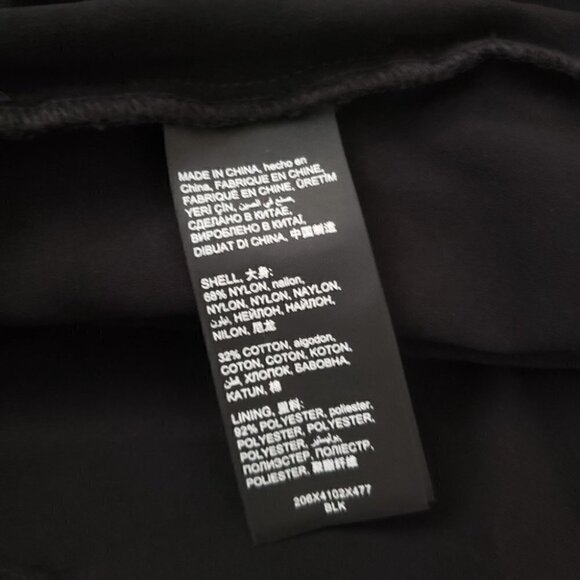 MADE IN CHINA, hecho en
China, FABRIQUE EN CHINE,
FABRIQUÉ EN CHINE, ÜRETİM
YERİ ÇİN, صنع في الصين,
СДЕЛАНО В КИТАЕ,
ВИРОБЛЕНО В КИТАЇ,
DIBUAT DI CHINA, 中国制造
SHELL, 大身:
68% NYLON, nailon,
NYLON, NYLON, NAYLON,
نايلون, НЕЙЛОН, НАЙЛОН,
NILON, 尼龙
32% COTTON, algodon,
COTON, COTON, KOTON,
قطن, ХЛОПОК, БАВОВНА,
KATUN, 棉
LINING, 里料:
92% POLYESTER, poliester,
POLYESTER, POLYESTER,
POLYESTER, بوليستر,
ПОЛИЭСТЕР, ПОЛІЕСТР,
POLIESTER, 聚酯纤维
206X4102X477
BLK